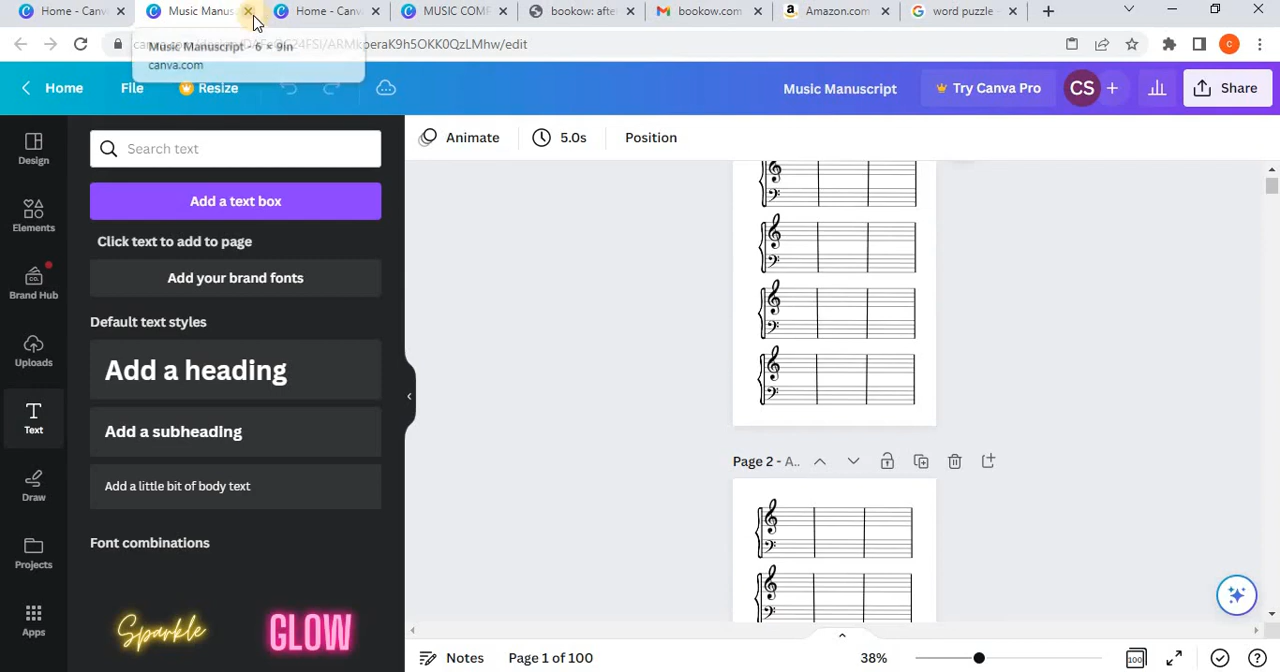 Home - Canv
Music Manus
Home - Canv
MUSIC COMP
bookow: afte
bookow.com
Amazon.com
word puzzle
Music Manuscript - 6 × 9in
canva.com
Home
File
Resize
Music Manuscript
Try Canva Pro
CS
Share
Search text
Animate
5.0s
Position
Add a text box
Click text to add to page
Add your brand fonts
Default text styles
Add a heading
Add a subheading
Add a little bit of body text
Font combinations
Sparkle
GLOW
Design
Elements
CO.
Brand Hub
Uploads
T
Text
Draw
Projects
Apps
Page 2 - A..
Notes
Page 1 of 100
38%
100